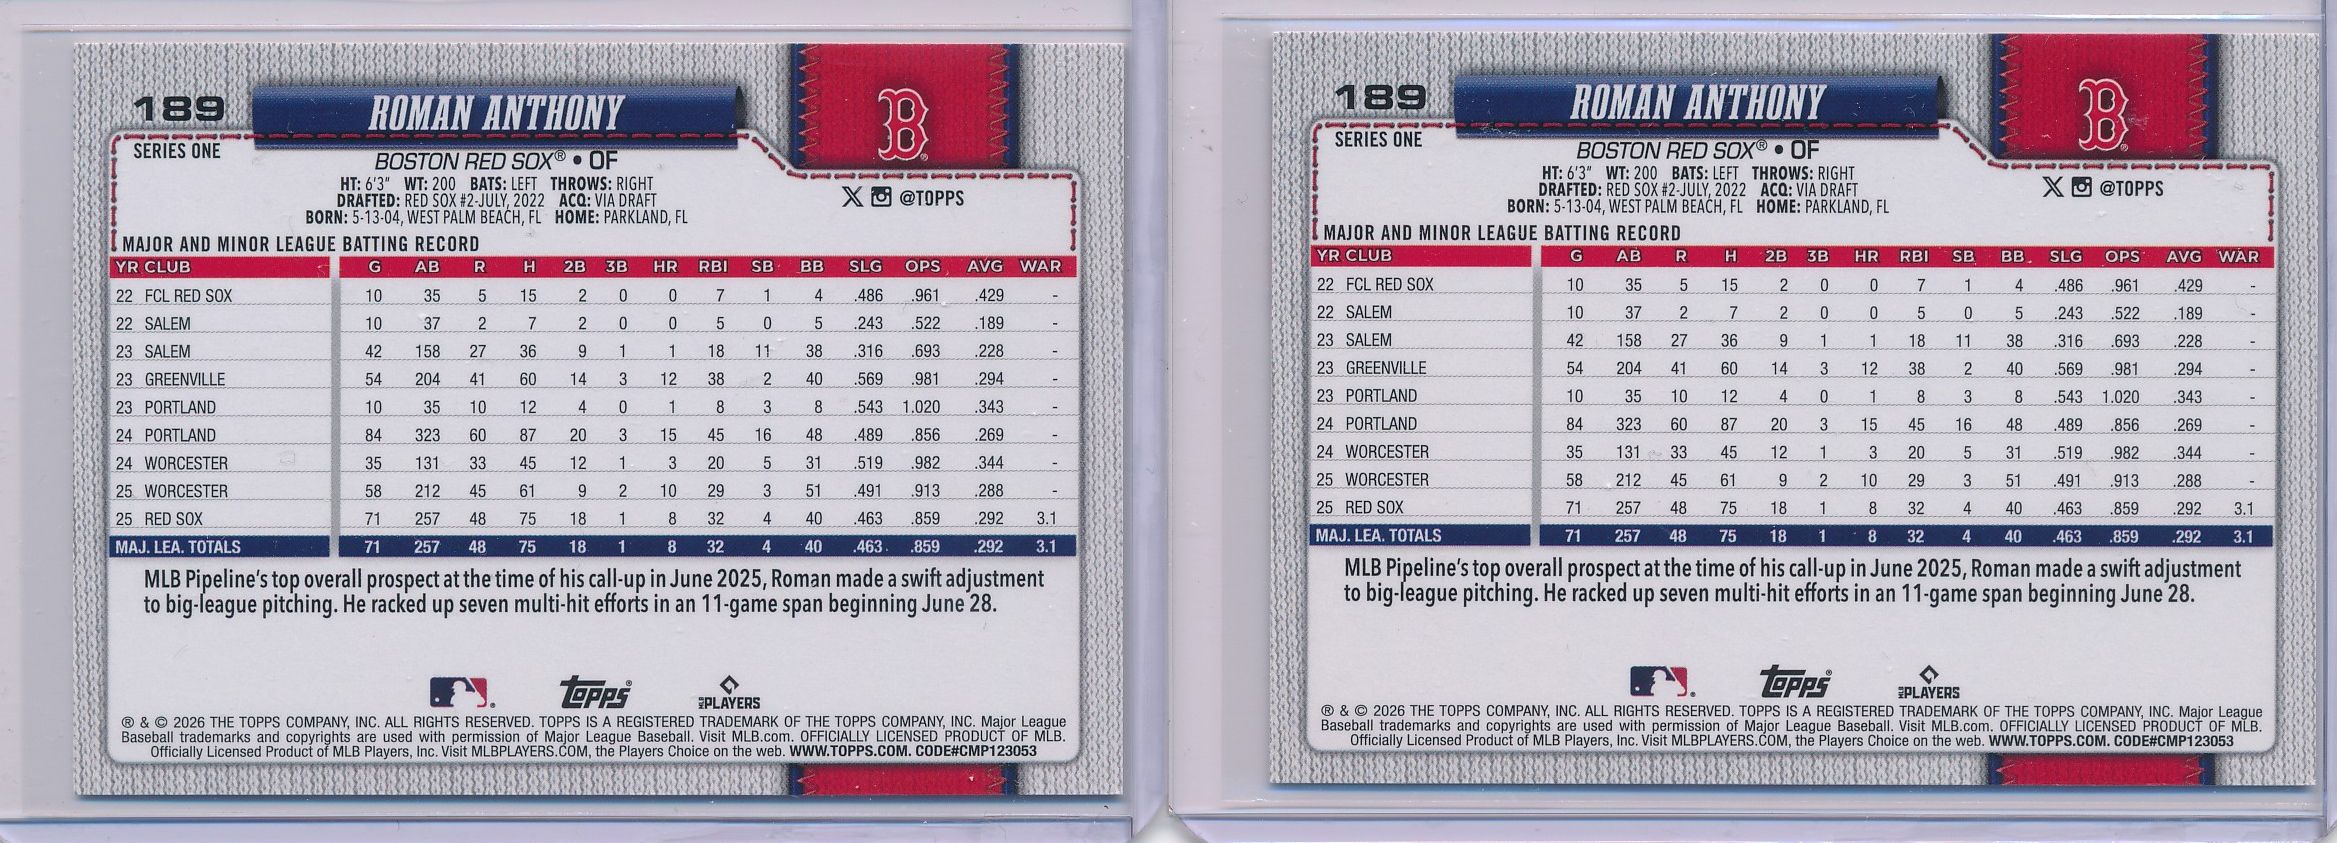 189
ROMAN ANTHONY
B
SERIES ONE
BOSTON RED SOX® • OF
HT: 6'3" WT: 200 BATS: LEFT THROWS: RIGHT
DRAFTED: RED SOX #2-JULY, 2022 ACQ: VIA DRAFT
BORN: 5-13-04, WEST PALM BEACH, FL HOME: PARKLAND, FL
X @TOPPS
MAJOR AND MINOR LEAGUE BATTING RECORD
YR CLUB G AB R H 2B 3B HR RBI SB BB SLG OPS AVG WAR
22 FCL RED SOX 10 35 5 15 2 0 0 7 1 4 .486 .961 .429 -
22 SALEM 10 37 2 7 2 0 0 5 0 5 .243 .522 .189 -
23 SALEM 42 158 27 36 9 1 1 18 11 38 .316 .693 .228 -
23 GREENVILLE 54 204 41 60 14 3 12 38 2 40 .569 .981 .294 -
23 PORTLAND 10 35 10 12 4 0 1 8 3 8 .543 1.020 .343 -
24 PORTLAND 84 323 60 87 20 3 15 45 16 48 .489 .856 .269 -
24 WORCESTER 35 131 33 45 12 1 3 20 5 31 .519 .982 .344 -
25 WORCESTER 58 212 45 61 9 2 10 29 3 51 .491 .913 .288 -
25 RED SOX 71 257 48 75 18 1 8 32 4 40 .463 .859 .292 3.1
MAJ. LEA. TOTALS 71 257 48 75 18 1 8 32 4 40 .463 .859 .292 3.1
MLB Pipeline's top overall prospect at the time of his call-up in June 2025, Roman made a swift adjustment
to big-league pitching. He racked up seven multi-hit efforts in an 11-game span beginning June 28.
Topps® MLB PLAYERS
® & © 2026 THE TOPPS COMPANY, INC. ALL RIGHTS RESERVED. TOPPS IS A REGISTERED TRADEMARK OF THE TOPPS COMPANY, INC. Major League
Baseball trademarks and copyrights are used with permission of Major League Baseball. Visit MLB.com. OFFICIALLY LICENSED PRODUCT OF MLB.
Officially Licensed Product of MLB Players, Inc. Visit MLBPLAYERS.COM, the Players Choice on the web. WWW.TOPPS.COM. CODE#CMP123053
189
ROMAN ANTHONY
B
SERIES ONE
BOSTON RED SOX® • OF
HT: 6'3" WT: 200 BATS: LEFT THROWS: RIGHT
DRAFTED: RED SOX #2-JULY, 2022 ACQ: VIA DRAFT
BORN: 5-13-04, WEST PALM BEACH, FL HOME: PARKLAND, FL
X @TOPPS
MAJOR AND MINOR LEAGUE BATTING RECORD
YR CLUB G AB R H 2B 3B HR RBI SB BB SLG OPS AVG WAR
22 FCL RED SOX 10 35 5 15 2 0 0 7 1 4 .486 .961 .429 -
22 SALEM 10 37 2 7 2 0 0 5 0 5 .243 .522 .189 -
23 SALEM 42 158 27 36 9 1 1 18 11 38 .316 .693 .228 -
23 GREENVILLE 54 204 41 60 14 3 12 38 2 40 .569 .981 .294 -
23 PORTLAND 10 35 10 12 4 0 1 8 3 8 .543 1.020 .343 -
24 PORTLAND 84 323 60 87 20 3 15 45 16 48 .489 .856 .269 -
24 WORCESTER 35 131 33 45 12 1 3 20 5 31 .519 .982 .344 -
25 WORCESTER 58 212 45 61 9 2 10 29 3 51 .491 .913 .288 -
25 RED SOX 71 257 48 75 18 1 8 32 4 40 .463 .859 .292 3.1
MAJ. LEA. TOTALS 71 257 48 75 18 1 8 32 4 40 .463 .859 .292 3.1
MLB Pipeline's top overall prospect at the time of his call-up in June 2025, Roman made a swift adjustment
to big-league pitching. He racked up seven multi-hit efforts in an 11-game span beginning June 28.
Topps® MLB PLAYERS
® & © 2026 THE TOPPS COMPANY, INC. ALL RIGHTS RESERVED. TOPPS IS A REGISTERED TRADEMARK OF THE TOPPS COMPANY, INC. Major League
Baseball trademarks and copyrights are used with permission of Major League Baseball. Visit MLB.com. OFFICIALLY LICENSED PRODUCT OF MLB.
Officially Licensed Product of MLB Players, Inc. Visit MLBPLAYERS.COM, the Players Choice on the web. WWW.TOPPS.COM. CODE#CMP123053